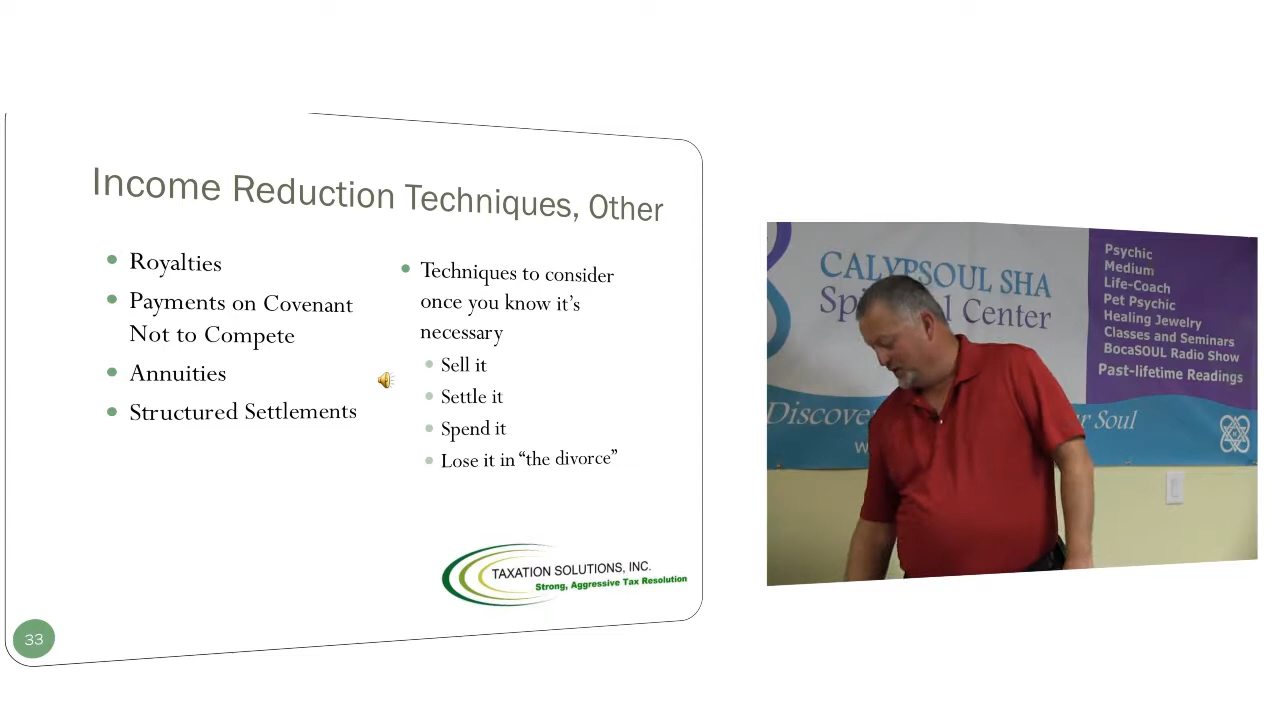 Income Reduction Techniques, Other
Royalties
Payments on Covenant
Not to Compete
Annuities
Structured Settlements
Techniques to consider
once you know it's
necessary
Sell it
Settle it
Spend it
Lose it in “the divorce”
TAXATION SOLUTIONS, INC.
Strong, Aggressive Tax Resolution
33
CALYPSOUL SHA
Center
Psychic
Medium
Life-Coach
Pet Psychic
Healing Jewelry
Classes and Seminars
BocaSOUL Radio Show
Past-lifetime Readings
Discover
Soul